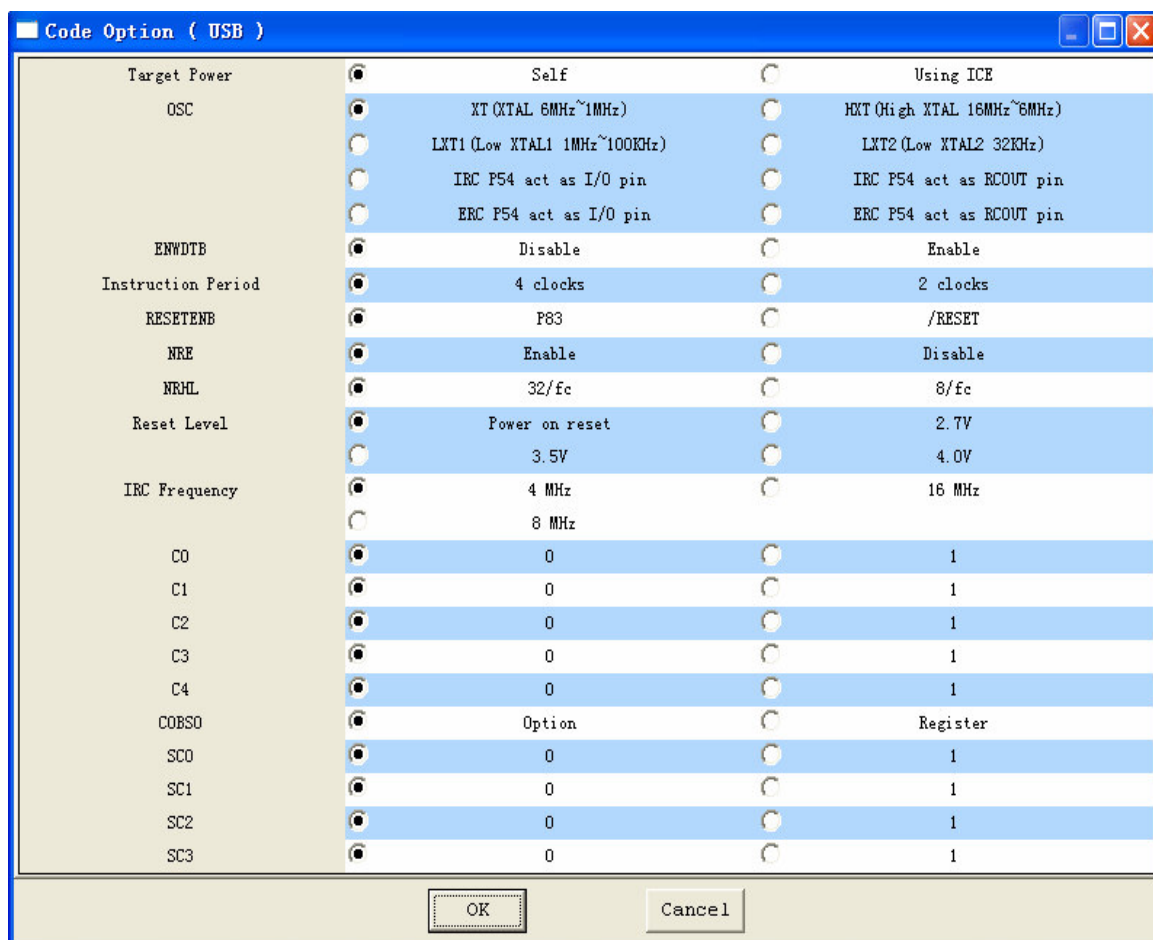 Code Option ( USB )
Target Power Self Using ICE
OSC XT(XTAL 6MHz~1MHz) HXT(High XTAL 16MHz~6MHz)
LXT1(Low XTAL1 1MHz~100KHz) LXT2(Low XTAL2 32KHz)
IRC P54 act as I/O pin IRC P54 act as RCOUT pin
ERC P54 act as I/O pin ERC P54 act as RCOUT pin
ENWDTB Disable Enable
Instruction Period 4 clocks 2 clocks
RESETENB P83 /RESET
NRE Enable Disable
NRHL 32/fc 8/fc
Reset Level Power on reset 2.7V
3.5V 4.0V
IRC Frequency 4 MHz 16 MHz
8 MHz
C0 0 1
C1 0 1
C2 0 1
C3 0 1
C4 0 1
COBS0 Option Register
SC0 0 1
SC1 0 1
SC2 0 1
SC3 0 1
OK Cancel